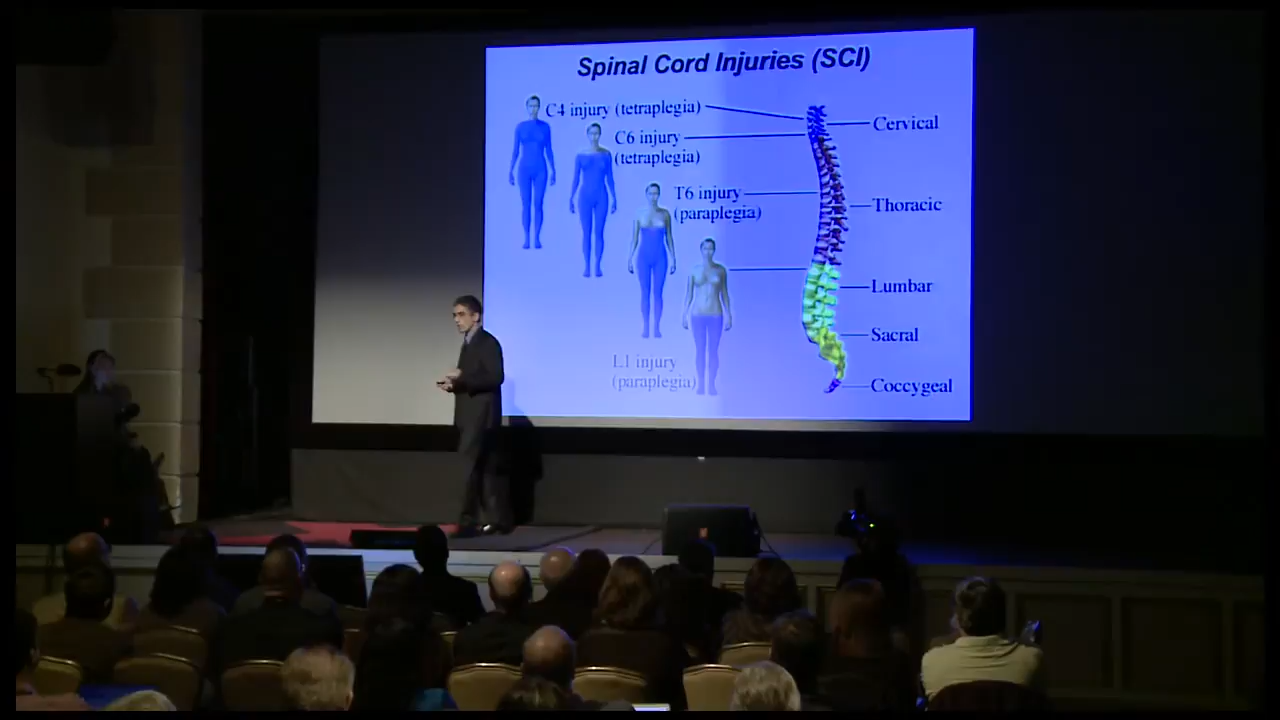 Spinal Cord Injuries (SCI)
C4 injury (tetraplegia)
C6 injury
(tetraplegia)
T6 injury
(paraplegia)
L1 injury
(paraplegia)
Cervical
Thoracic
Lumbar
Sacral
Coccygeal